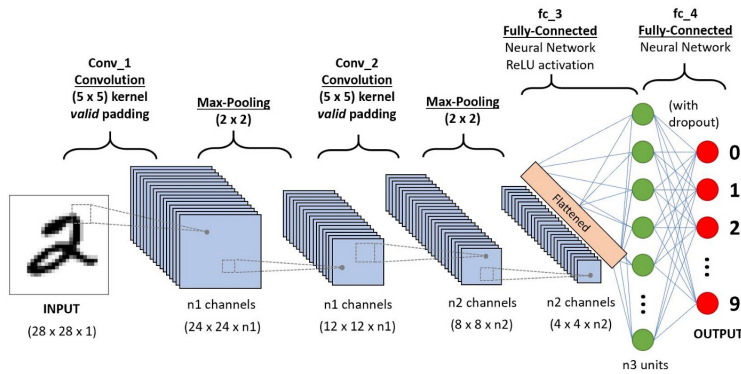 fc_3
Fully-Connected
Neural Network
ReLU activation
fc_4
Fully-Connected
Neural Network
Conv_1
Convolution
(5 x 5) kernel
valid padding
Max-Pooling
(2 x 2)
Conv_2
Convolution
(5 x 5) kernel
valid padding
Max-Pooling
(2 x 2)
(with
dropout)
Flattened
0
1
2
9
2
INPUT
(28 x 28 x 1)
n1 channels
(24 x 24 x n1)
n1 channels
(12 x 12 x n1)
n2 channels
(8 x 8 x n2)
n2 channels
(4 x 4 x n2)
n3 units
OUTPUT